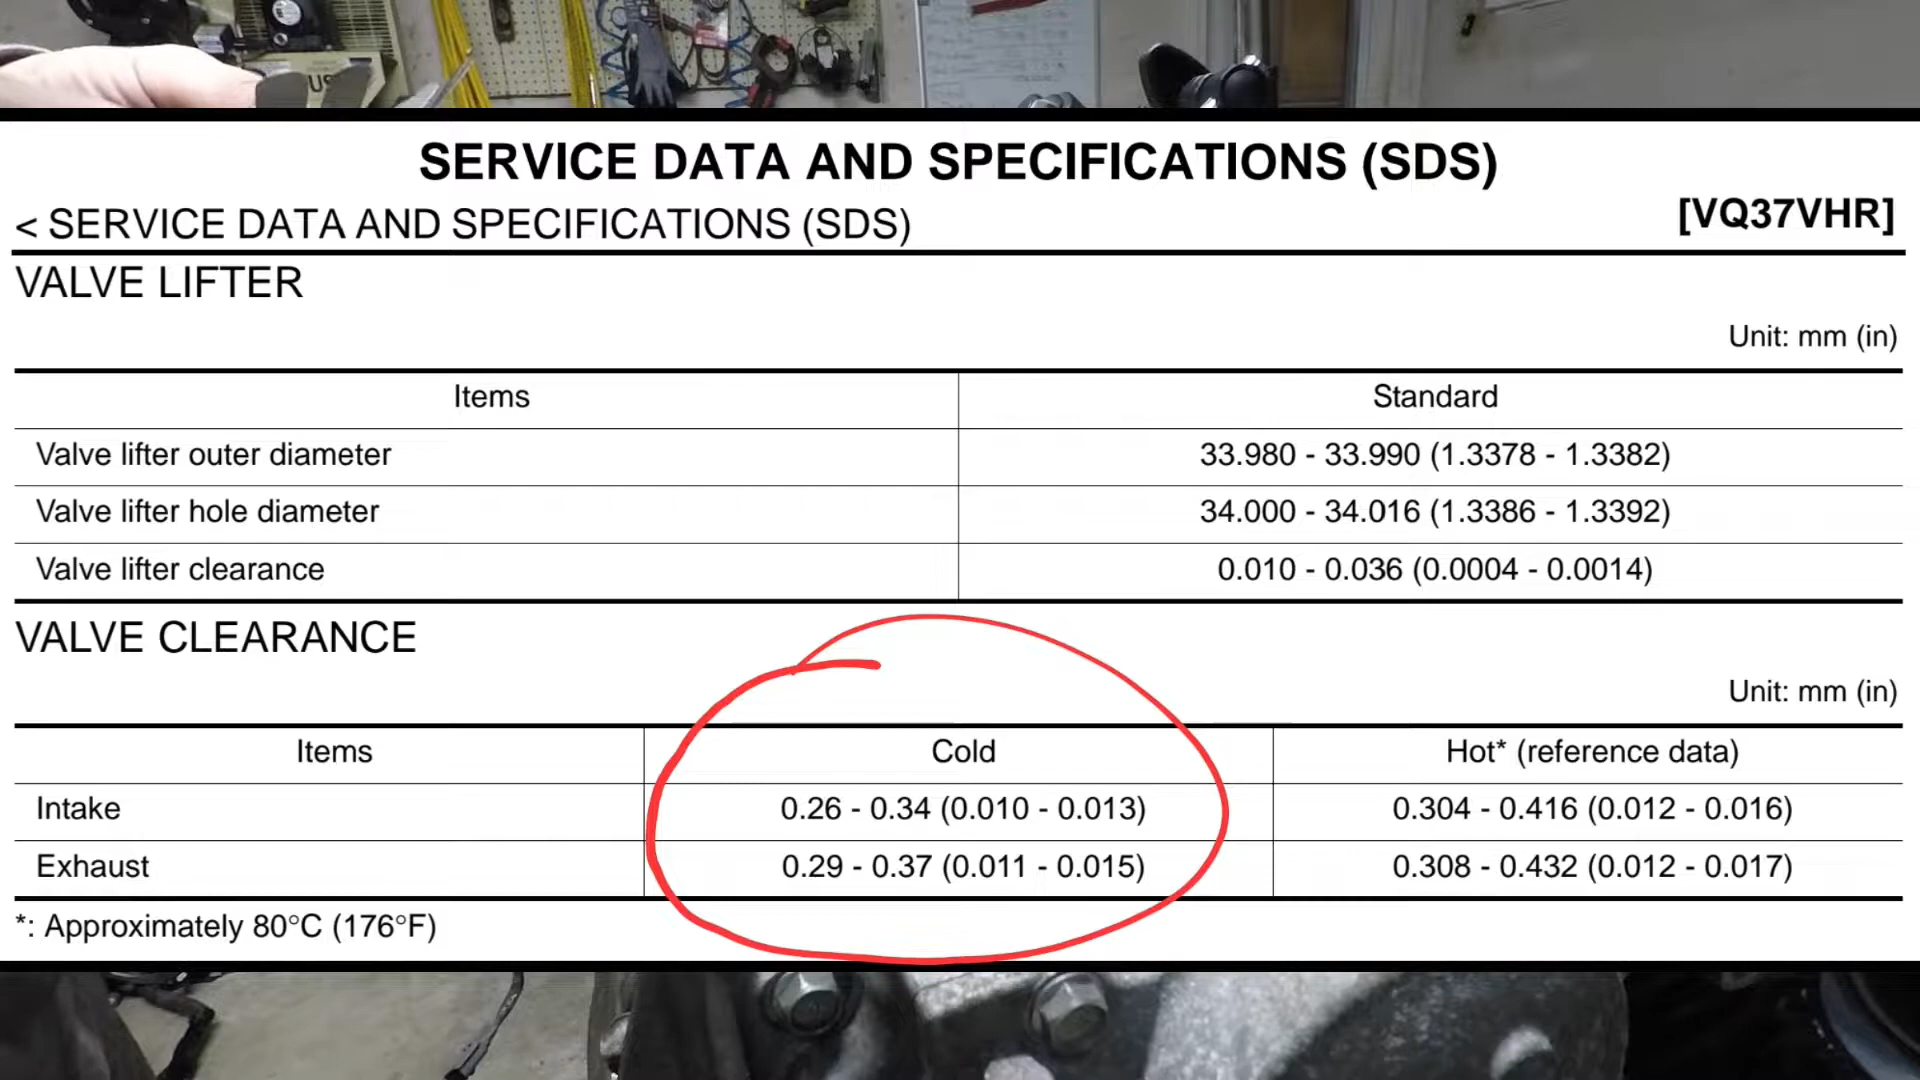 US
SERVICE DATA AND SPECIFICATIONS (SDS)
< SERVICE DATA AND SPECIFICATIONS (SDS)
[VQ37VHR]
VALVE LIFTER
Unit: mm (in)
Items Standard
Valve lifter outer diameter 33.980 - 33.990 (1.3378 - 1.3382)
Valve lifter hole diameter 34.000 - 34.016 (1.3386 - 1.3392)
Valve lifter clearance 0.010 - 0.036 (0.0004 - 0.0014)
VALVE CLEARANCE
Unit: mm (in)
Items Cold Hot* (reference data)
Intake 0.26 - 0.34 (0.010 - 0.013) 0.304 - 0.416 (0.012 - 0.016)
Exhaust 0.29 - 0.37 (0.011 - 0.015) 0.308 - 0.432 (0.012 - 0.017)
*: Approximately 80°C (176°F)